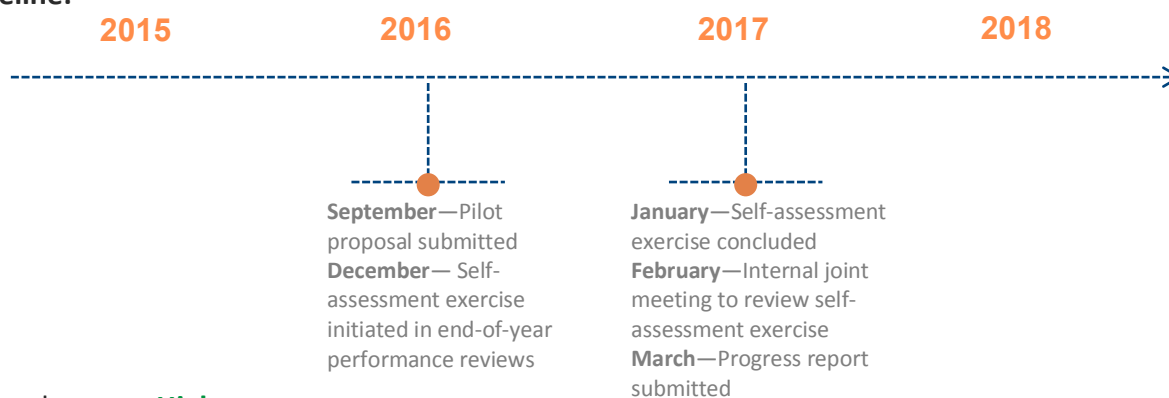 eline:
2015 2016 2017 2018
September—Pilot
proposal submitted
December— Self-
assessment exercise
initiated in end-of-year
performance reviews
January—Self-assessment
exercise concluded
February—Internal joint
meeting to review self-
assessment exercise
March—Progress report
submitted